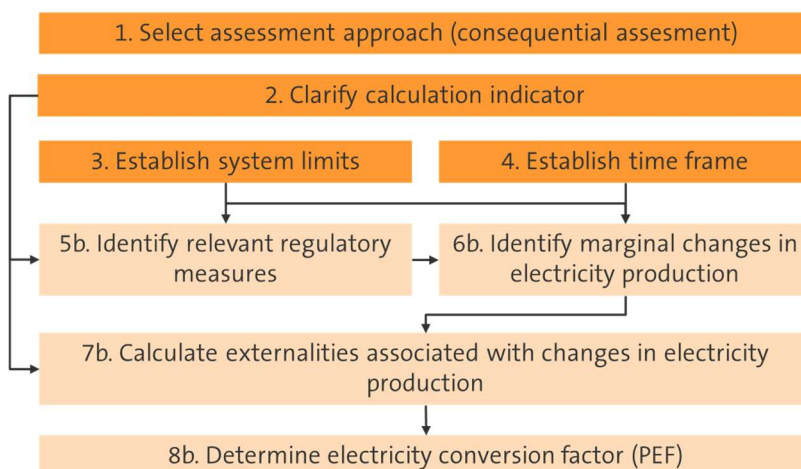 1. Select assessment approach (consequential assesment)
2. Clarify calculation indicator
3. Establish system limits
4. Establish time frame
5b. Identify relevant regulatory
measures
6b. Identify marginal changes in
electricity production
7b. Calculate externalities associated with changes in electricity
production
8b. Determine electricity conversion factor (PEF)